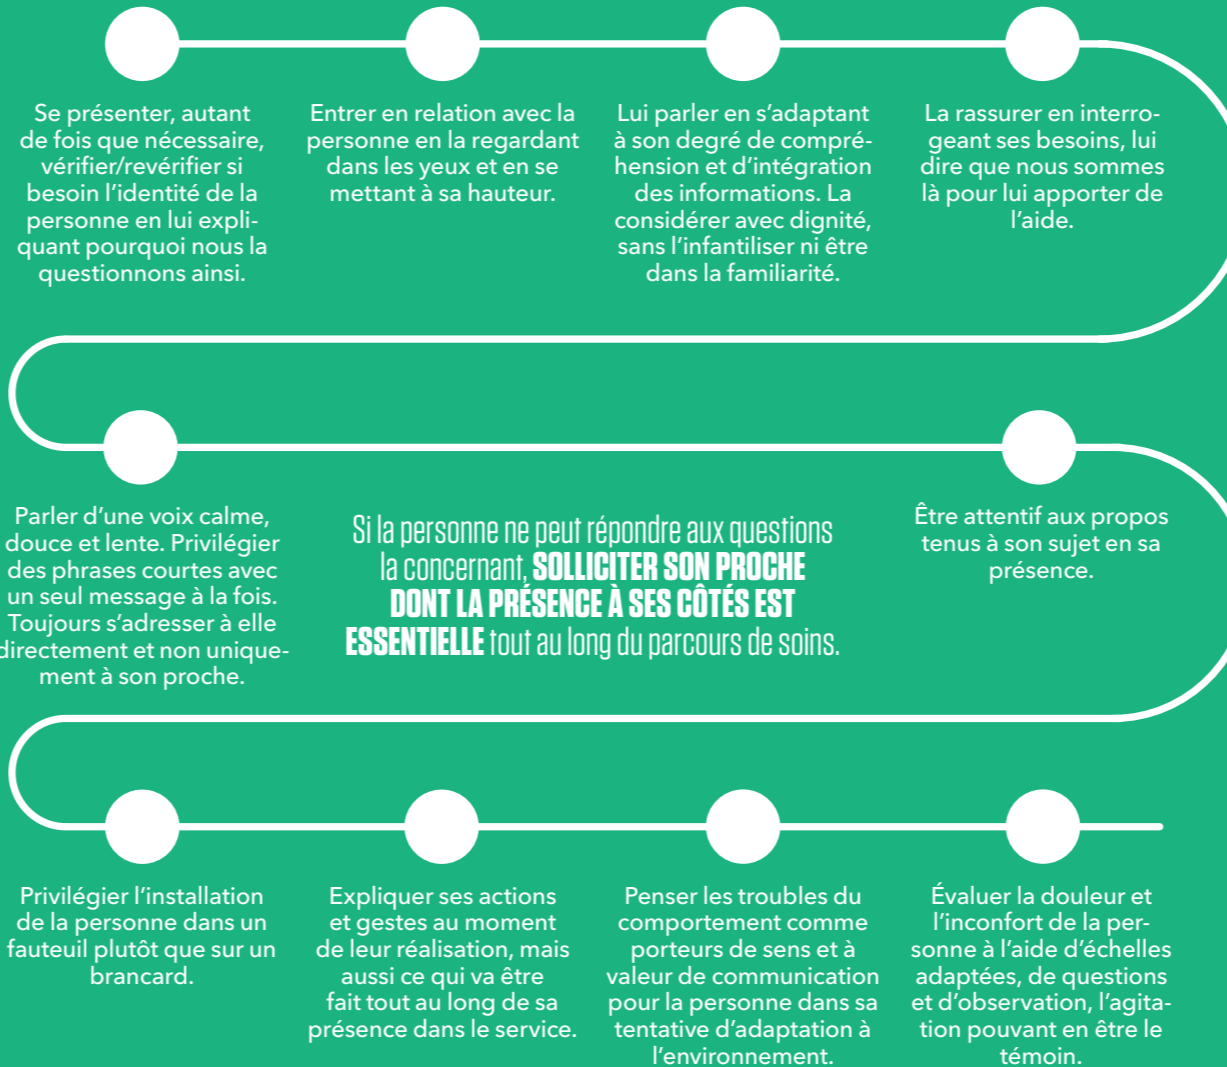 Se présenter, autant
de fois que nécessaire,
vérifier/revérifier si
besoin l'identité de la
personne en lui expli-
quant pourquoi nous la
questionnons ainsi.
Entrer en relation avec la
personne en la regardant
dans les yeux et en se
mettant à sa hauteur.
Lui parler en s'adaptant
à son degré de compré-
hension et d'intégration
des informations. La
considérer avec dignité,
sans l'infantiliser ni être
dans la familiarité.
La rassurer en interro-
geant ses besoins, lui
dire que nous sommes
là pour lui apporter de
l'aide.
Parler d'une voix calme,
douce et lente. Privilégier
des phrases courtes avec
un seul message à la fois.
Toujours s'adresser à elle
directement et non unique-
ment à son proche.
Si la personne ne peut répondre aux questions
la concernant, SOLLICITER SON PROCHE
DONT LA PRÉSENCE À SES CÔTÉS EST
ESSENTIELLE tout au long du parcours de soins.
Être attentif aux propos
tenus à son sujet en sa
présence.
Privilégier l'installation
de la personne dans un
fauteuil plutôt que sur un
brancard.
Expliquer ses actions
et gestes au moment
de leur réalisation, mais
aussi ce qui va être
fait tout au long de sa
présence dans le service.
Penser les troubles du
comportement comme
porteurs de sens et à
valeur de communication
pour la personne dans sa
tentative d'adaptation à
l'environnement.
Évaluer la douleur et
l'inconfort de la per-
sonne à l'aide d'échelles
adaptées, de questions
et d'observation, l'agita-
tion pouvant en être le
témoin.